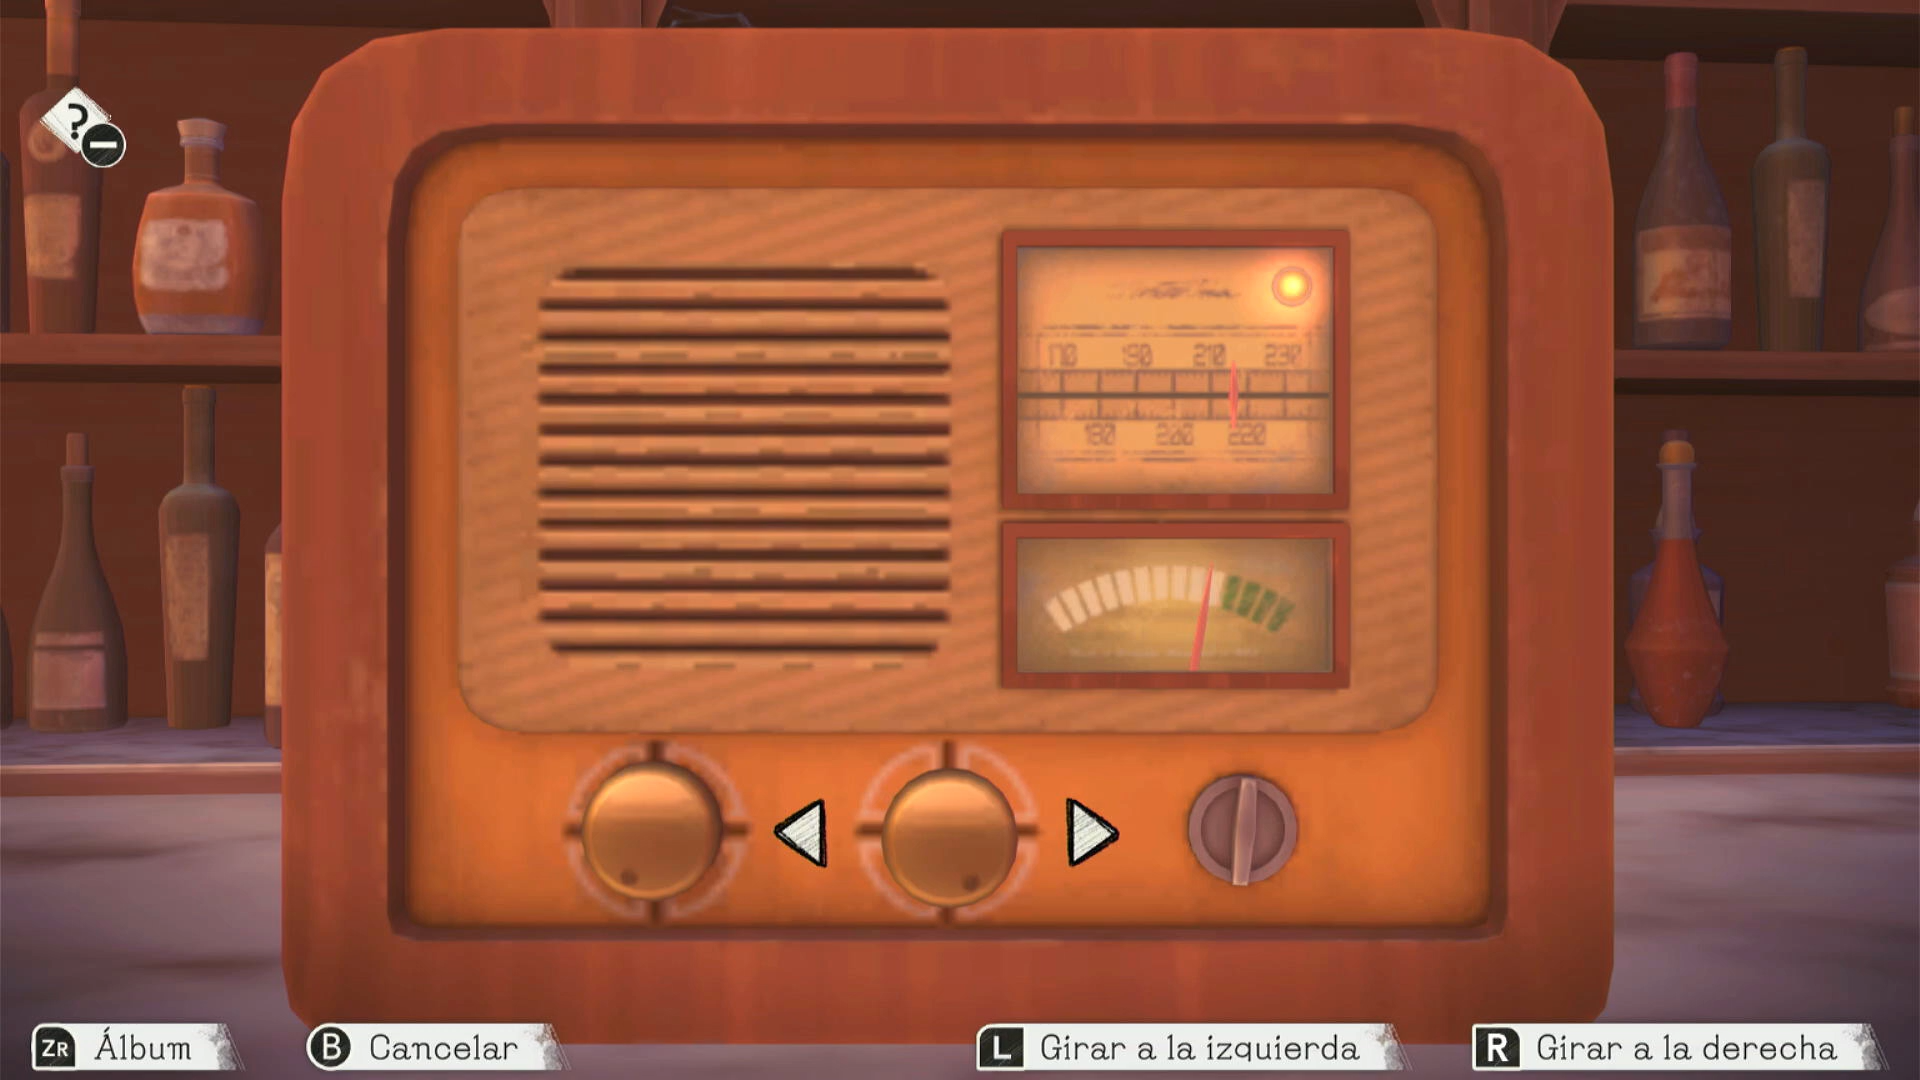 ?
170 190 210 230
180 200 220
ZR Álbum
B Cancelar
L Girar a la izquierda
R Girar a la derecha